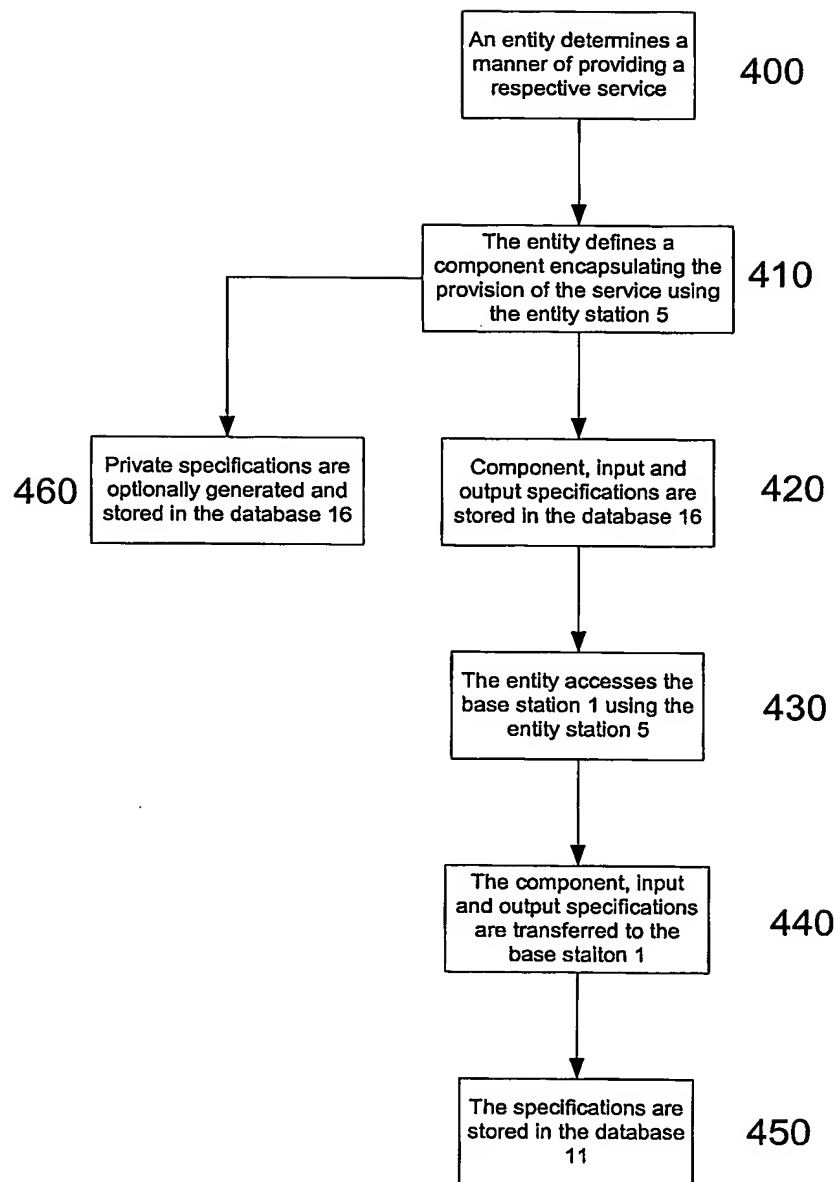 An entity determines a
manner of providing a
respective service
400
The entity defines a
component encapsulating the
provision of the service using
the entity station 5
410
460
Private specifications are
optionally generated and
stored in the database 16
Component, input and
output specifications are
stored in the database 16
420
The entity accesses the
base station 1 using the
entity station 5
430
The component, input
and output specifications
are transferred to the
base staiton 1
440
The specifications are
stored in the database
11
450